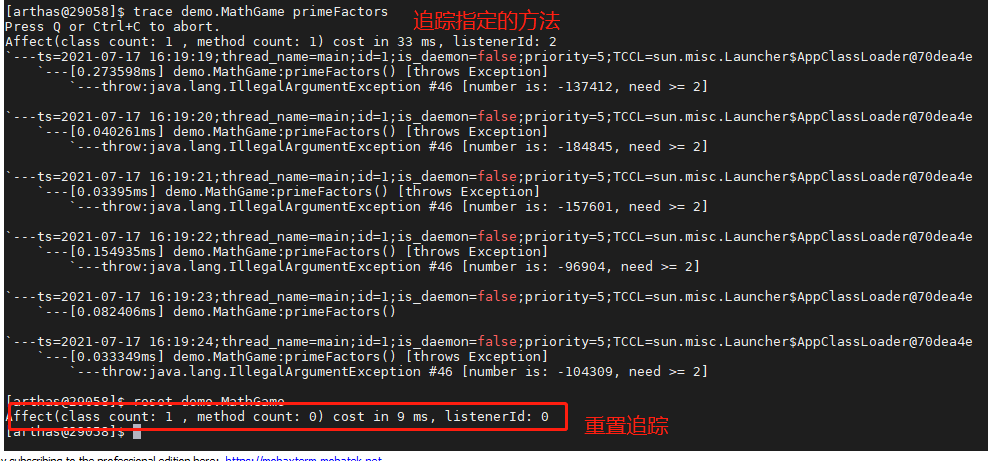 [arthas@29058]$ trace demo.MathGame primeFactors
追踪指定的方法
Press Q or Ctrl+C to abort.
Affect(class count: 1 , method count: 1) cost in 33 ms, listenerId: 2
`---ts=2021-07-17 16:19:19;thread_name=main;id=1;is_daemon=false;priority=5;TCCL=sun.misc.Launcher$AppClassLoader@70dea4e
    `---[0.273598ms] demo.MathGame:primeFactors() [throws Exception]
        `---throw:java.lang.IllegalArgumentException #46 [number is: -137412, need >= 2]
`---ts=2021-07-17 16:19:20;thread_name=main;id=1;is_daemon=false;priority=5;TCCL=sun.misc.Launcher$AppClassLoader@70dea4e
    `---[0.040261ms] demo.MathGame:primeFactors() [throws Exception]
        `---throw:java.lang.IllegalArgumentException #46 [number is: -184845, need >= 2]
`---ts=2021-07-17 16:19:21;thread_name=main;id=1;is_daemon=false;priority=5;TCCL=sun.misc.Launcher$AppClassLoader@70dea4e
    `---[0.03395ms] demo.MathGame:primeFactors() [throws Exception]
        `---throw:java.lang.IllegalArgumentException #46 [number is: -157601, need >= 2]
`---ts=2021-07-17 16:19:22;thread_name=main;id=1;is_daemon=false;priority=5;TCCL=sun.misc.Launcher$AppClassLoader@70dea4e
    `---[0.154935ms] demo.MathGame:primeFactors() [throws Exception]
        `---throw:java.lang.IllegalArgumentException #46 [number is: -96904, need >= 2]
`---ts=2021-07-17 16:19:23;thread_name=main;id=1;is_daemon=false;priority=5;TCCL=sun.misc.Launcher$AppClassLoader@70dea4e
    `---[0.082406ms] demo.MathGame:primeFactors()
`---ts=2021-07-17 16:19:24;thread_name=main;id=1;is_daemon=false;priority=5;TCCL=sun.misc.Launcher$AppClassLoader@70dea4e
    `---[0.033349ms] demo.MathGame:primeFactors() [throws Exception]
        `---throw:java.lang.IllegalArgumentException #46 [number is: -104309, need >= 2]
[arthas@29058]$ reset demo.MathGame
Affect(class count: 1 , method count: 0) cost in 9 ms, listenerId: 0
重置追踪
[arthas@29058]$
y subscribing to the professional edition here: https://mobaxterm.mobatek.net